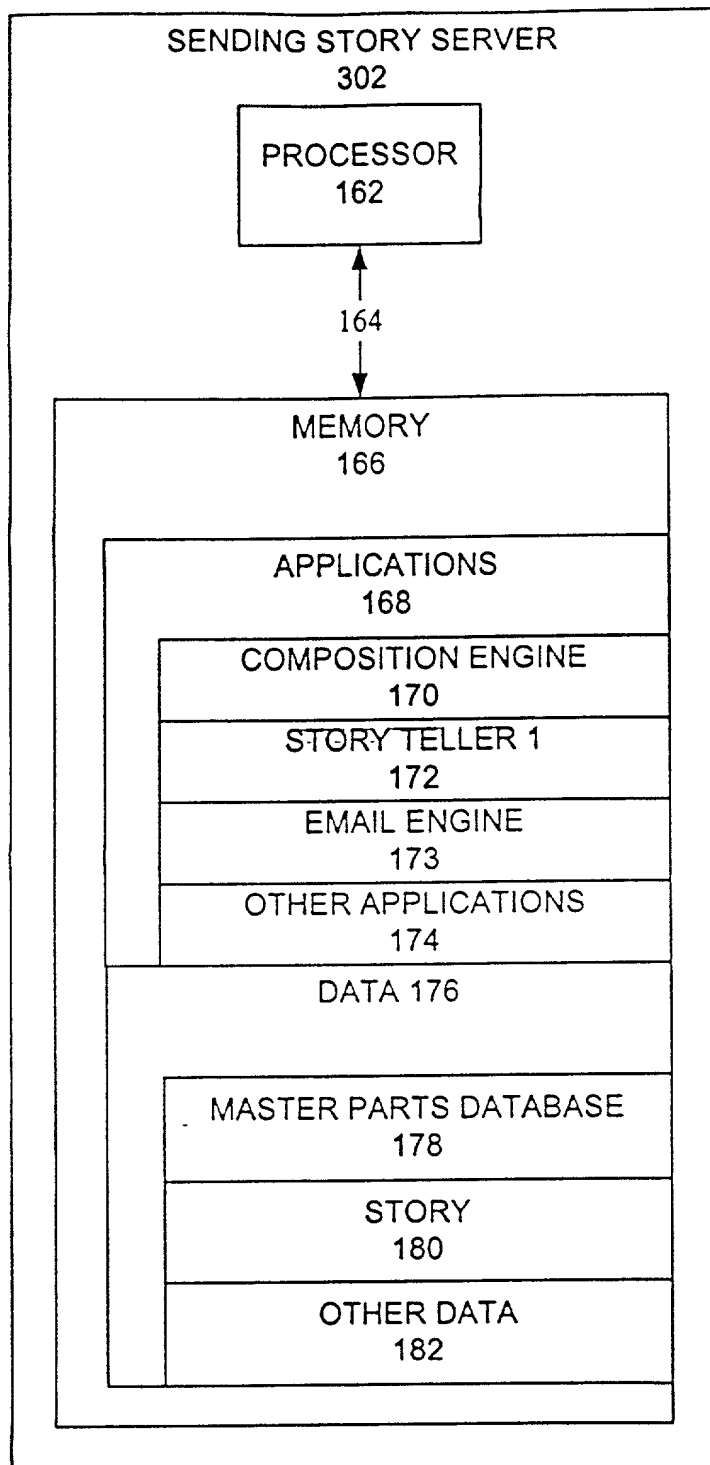 SENDING STORY SERVER
302
PROCESSOR
162
164
MEMORY
166
APPLICATIONS
168
COMPOSITION ENGINE
170
STORY TELLER 1
172
EMAIL ENGINE
173
OTHER APPLICATIONS
174
DATA 176
MASTER PARTS DATABASE
178
STORY
180
OTHER DATA
182